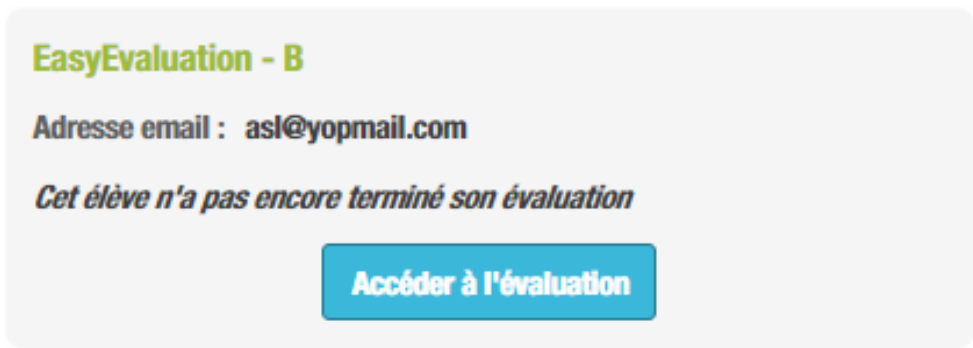 EasyEvaluation - B
Adresse email : asl@yopmail.com
Cet élève n'a pas encore terminé son évaluation
Accéder à l'évaluation